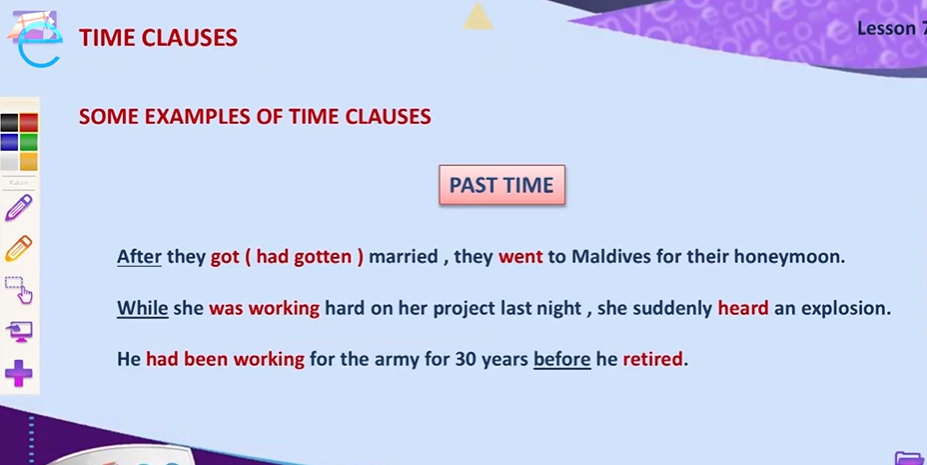 TIME CLAUSES
Lesson 7
SOME EXAMPLES OF TIME CLAUSES
PAST TIME
After they got ( had gotten ) married , they went to Maldives for their honeymoon.
While she was working hard on her project last night , she suddenly heard an explosion.
He had been working for the army for 30 years before he retired.